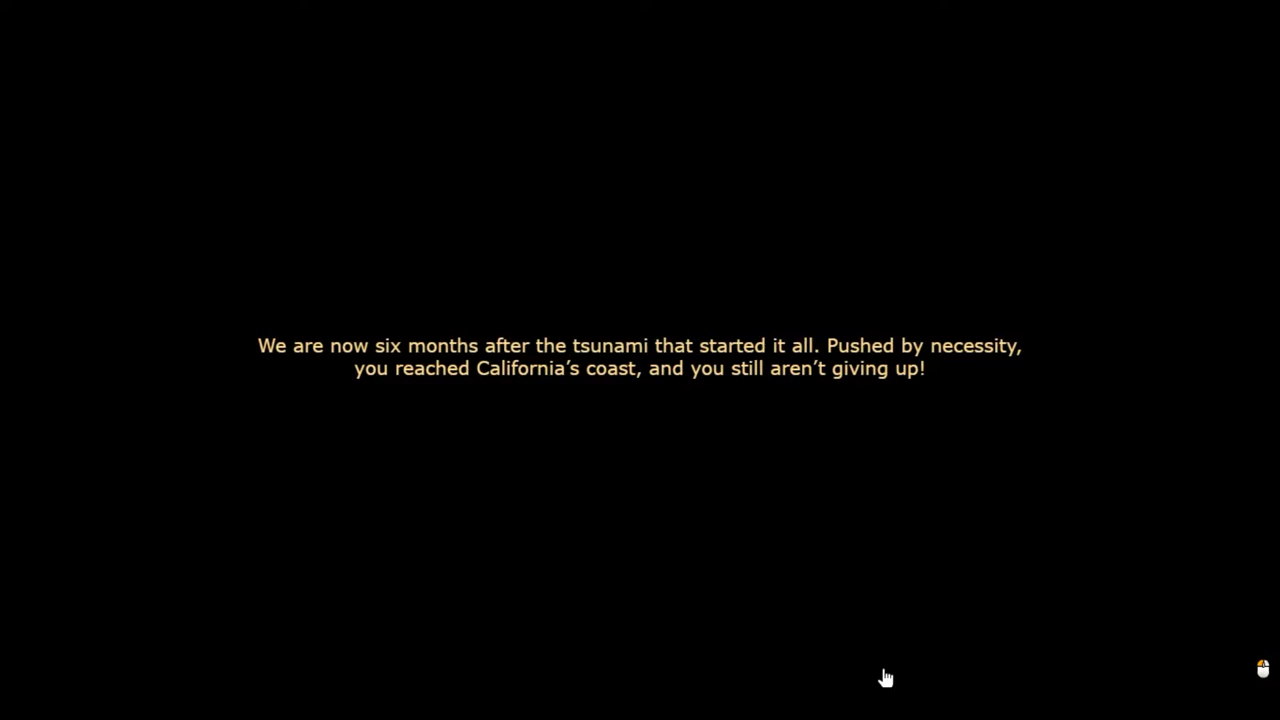 We are now six months after the tsunami that started it all. Pushed by necessity,
you reached California’s coast, and you still aren’t giving up!